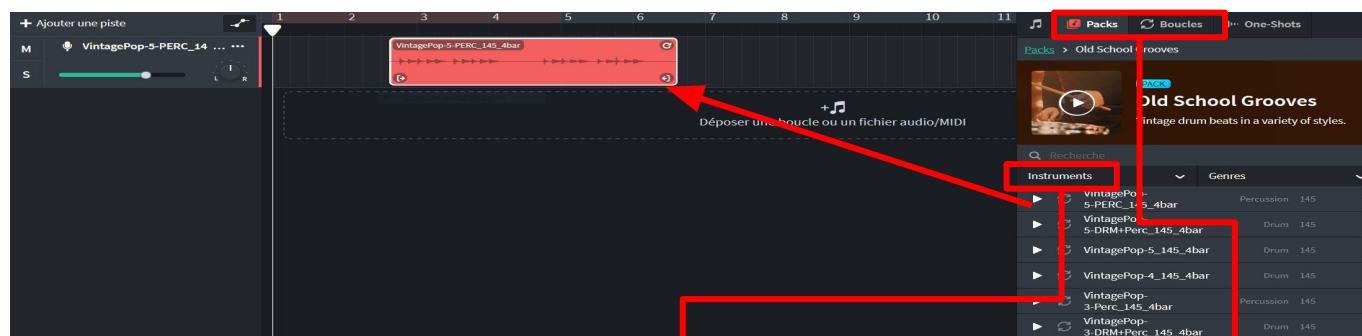 + Ajouter une piste
1 2 3 4 5 6 7 8 9 10 11
Packs Boucles One-Shots
M VintagePop-5-PERC_14 ... ...
VintagePop-5-PERC_145_4bar
Packs > Old School Grooves
S L R
PACK
Old School Grooves
Vintage drum beats in a variety of styles.
Déposer une boucle ou un fichier audio/MIDI
Recherche
Instruments Genres
VintagePop-
5-PERC_145_4bar Percussion 145
VintagePop-
5-DRM+Perc_145_4bar Drum 145
VintagePop-5_145_4bar Drum 145
VintagePop-4_145_4bar Drum 145
VintagePop-
3-Perc_145_4bar Percussion 145
VintagePop-
3-DRM+Perc_145_4bar Drum 145